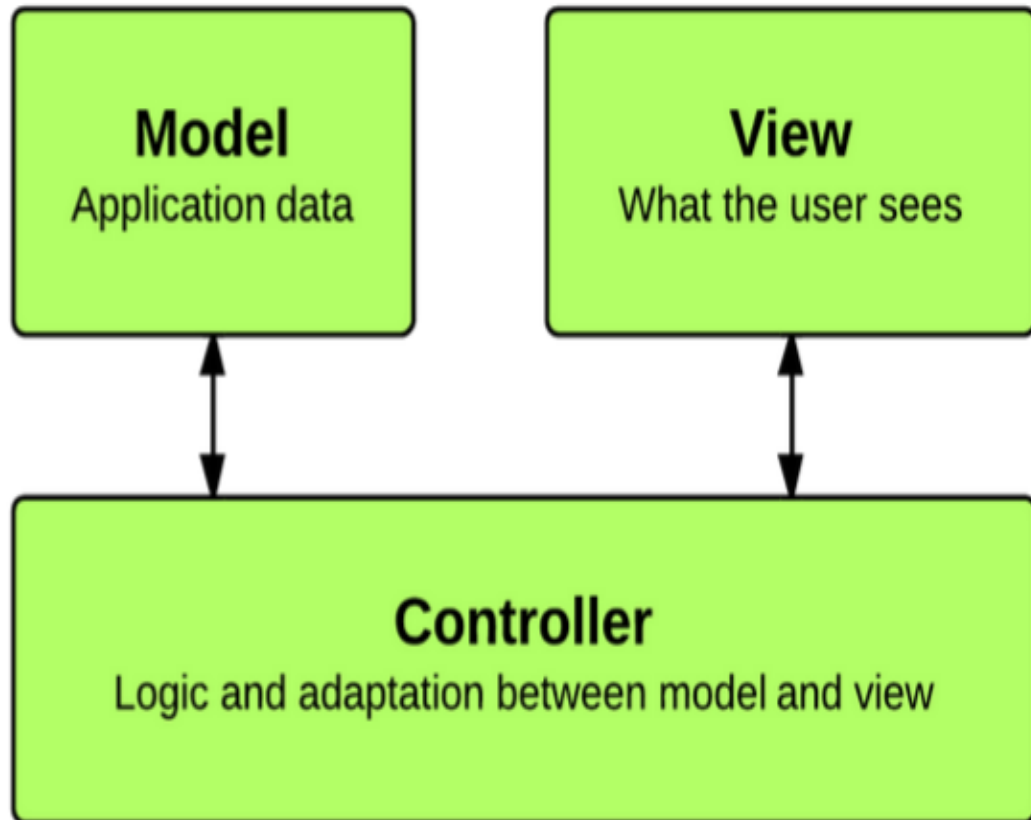 Model
Application data
View
What the user sees
Controller
Logic and adaptation between model and view